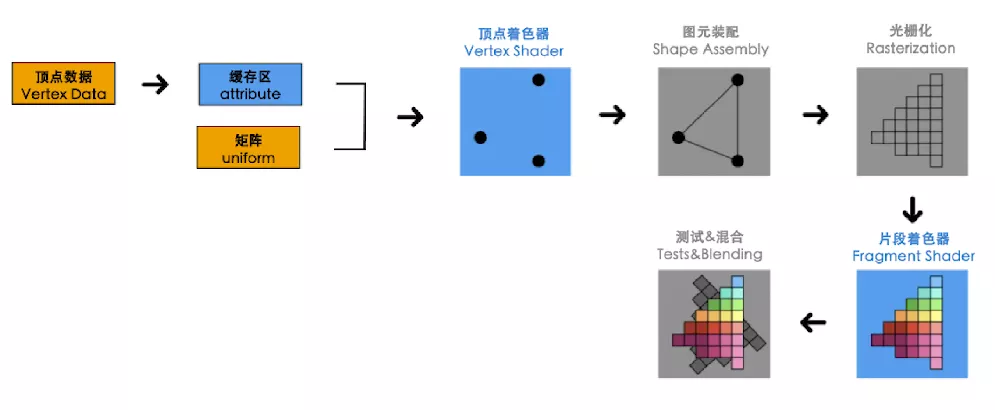 顶点数据
Vertex Data
缓存区
attribute
矩阵
uniform
顶点着色器
Vertex Shader
图元装配
Shape Assembly
光栅化
Rasterization
测试&混合
Tests&Blending
片段着色器
Fragment Shader